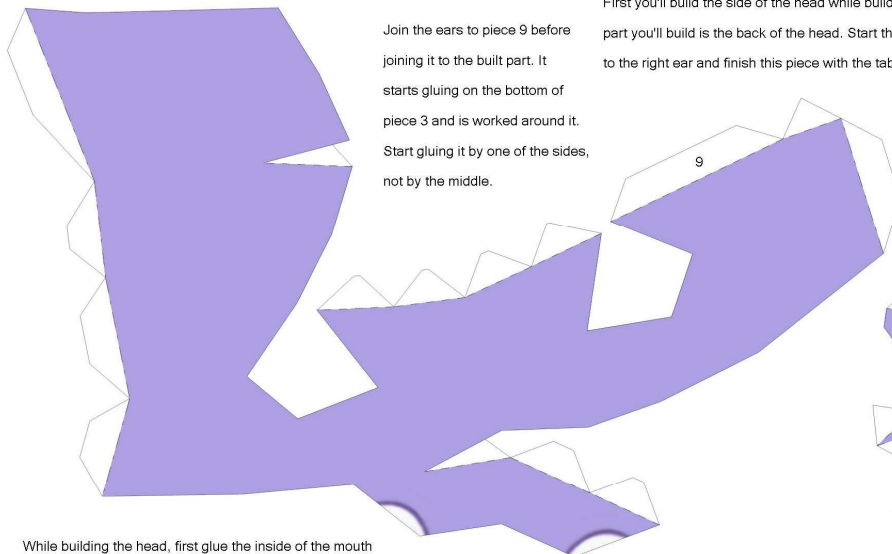 First you'll build the side of the head while
part you'll build is the back of the head. Start
to the right ear and finish this piece with the
Join the ears to piece 9 before
joining it to the built part. It
starts gluing on the bottom of
piece 3 and is worked around it.
Start gluing it by one of the sides,
not by the middle.
9
While building the head, first glue the inside of the mouth